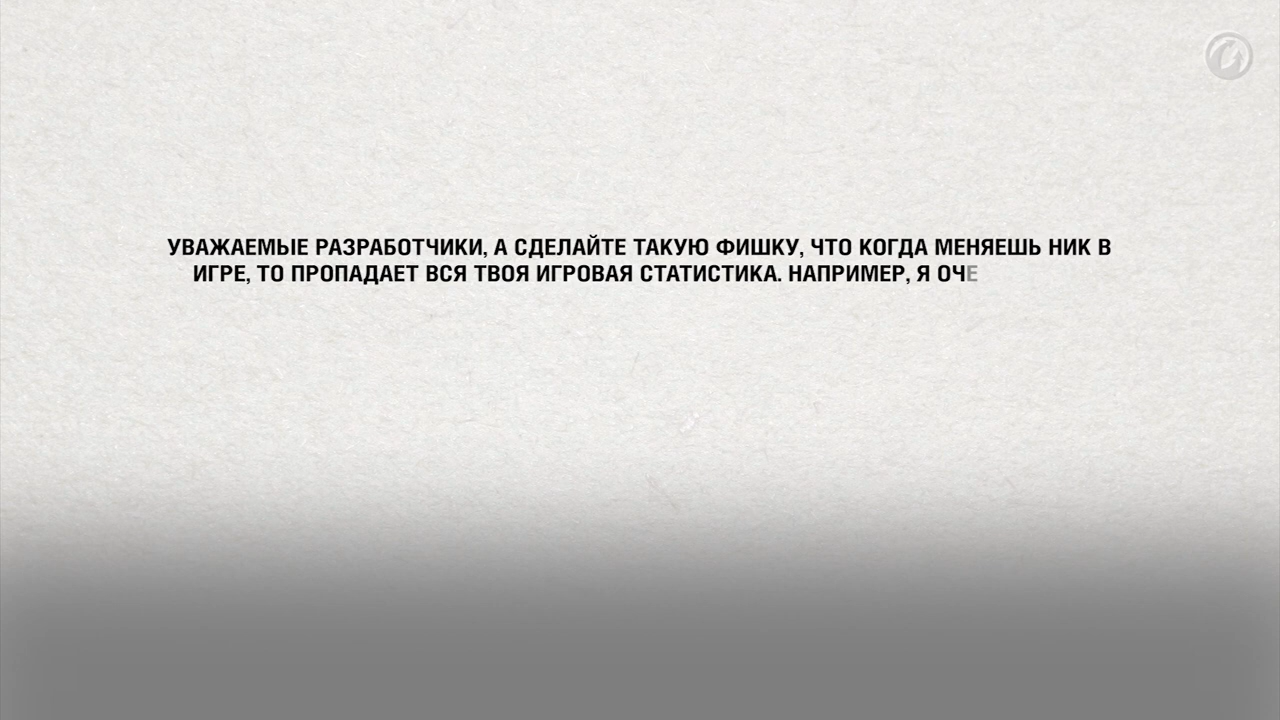 УВАЖАЕМЫЕ РАЗРАБОТЧИКИ, А СДЕЛАЙТЕ ТАКУЮ ФИШКУ, ЧТО КОГДА МЕНЯЕШЬ НИК В
ИГРЕ, ТО ПРОПАДАЕТ ВСЯ ТВОЯ ИГРОВАЯ СТАТИСТИКА. НАПРИМЕР, Я ОЧЕ